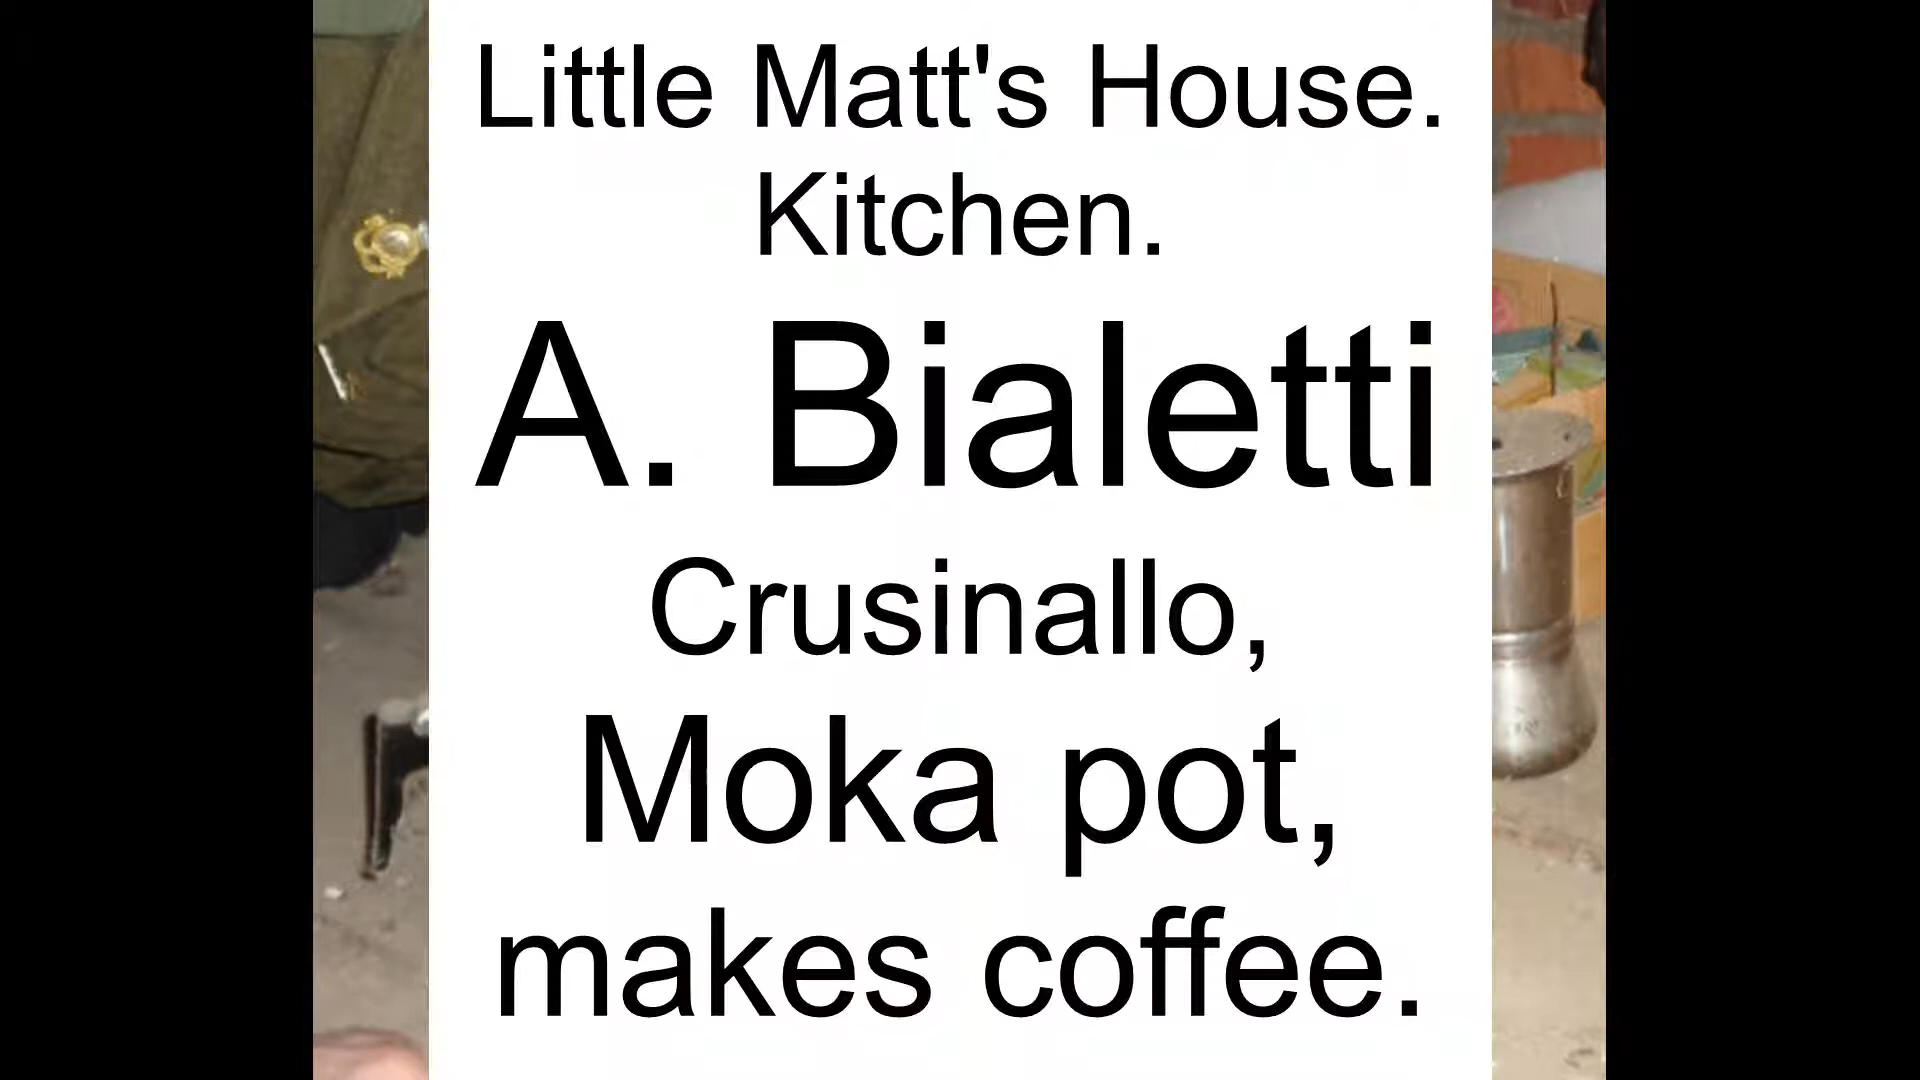 Little Matt's House.
Kitchen.
A. Bialetti
Crusinallo,
Moka pot,
makes coffee.